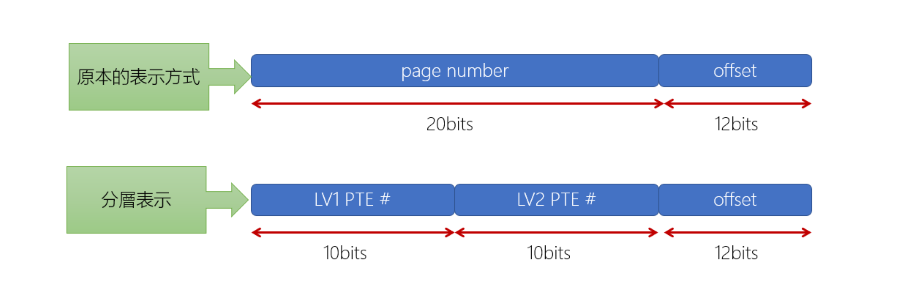 原本的表示方式
page number
offset
20bits
12bits
分層表示
LV1 PTE #
LV2 PTE #
offset
10bits
10bits
12bits